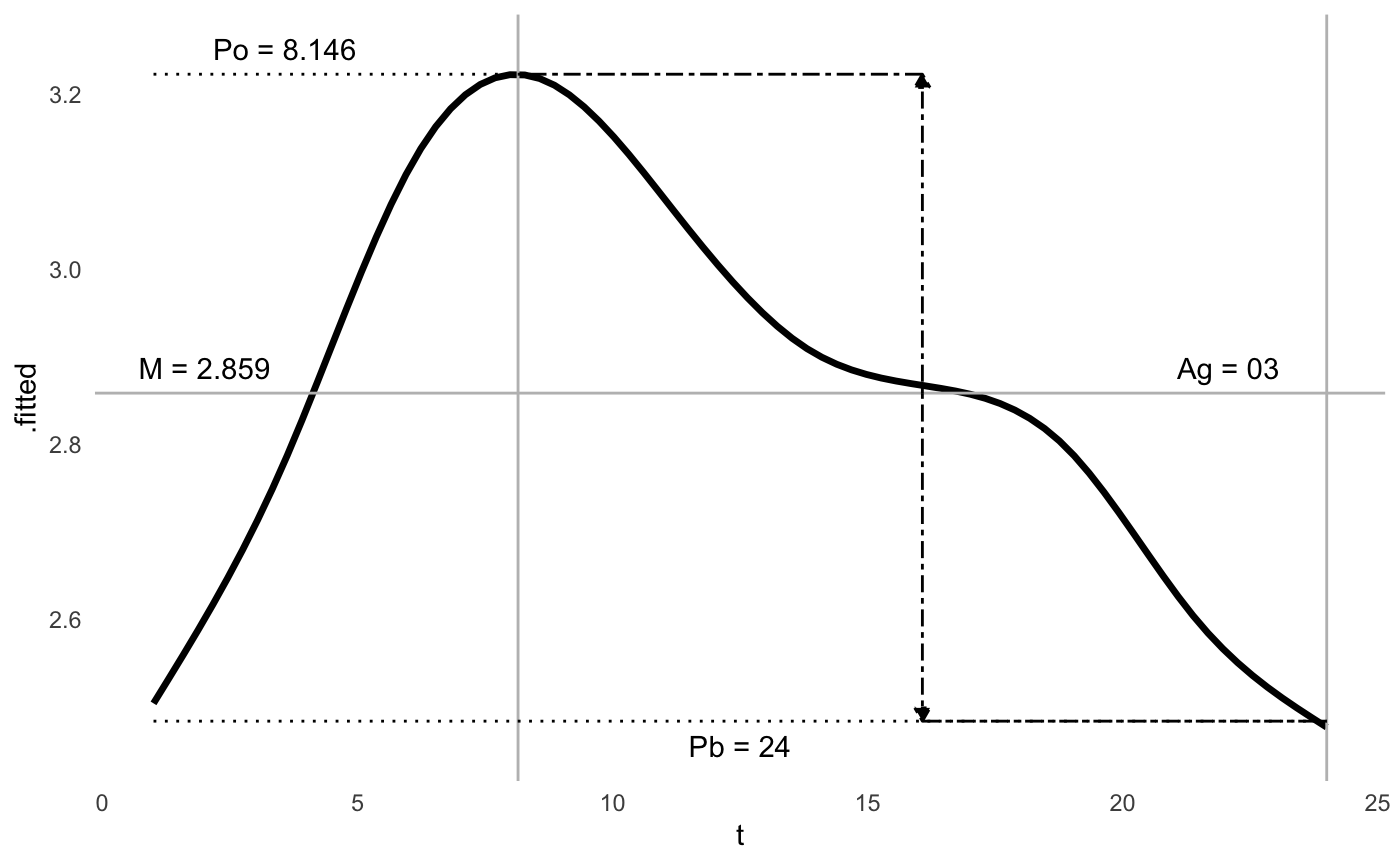 Po = 8.146
3.2
3.0
M = 2.859
Ag = 03
.fitted
2.8
2.6
Pb = 24
0 5 10 15 20 25
t